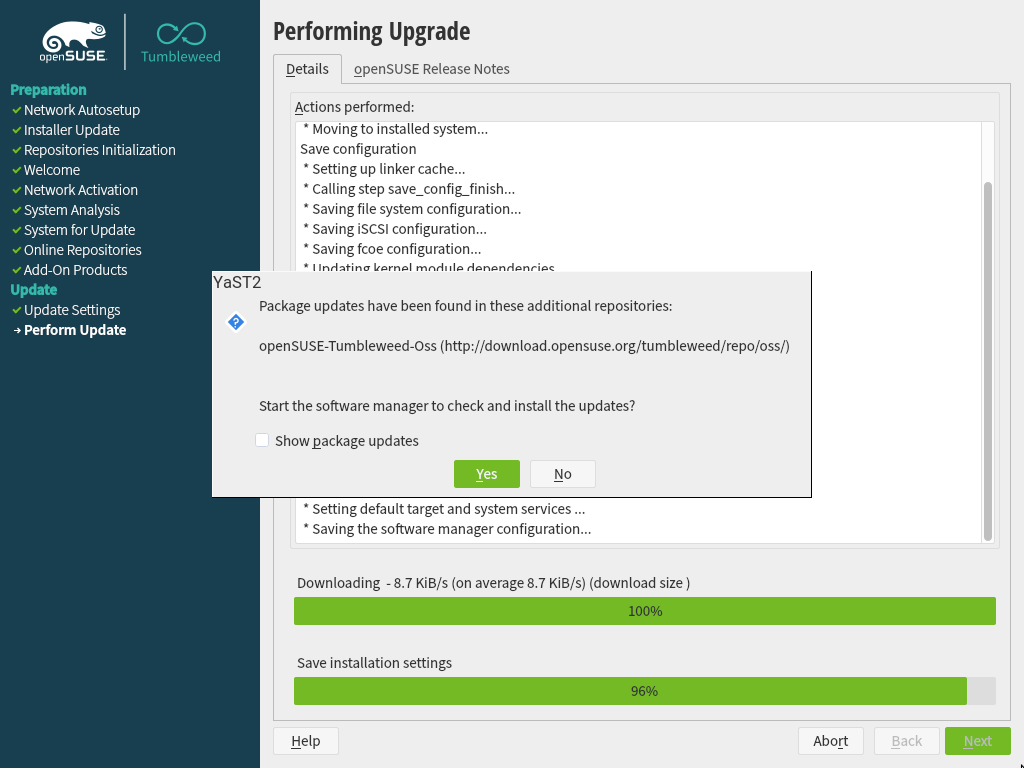 openSUSE
Tumbleweed
Preparation
Network Autosetup
Installer Update
Repositories Initialization
Welcome
Network Activation
System Analysis
System for Update
Online Repositories
Add-On Products
Update
Update Settings
Perform Update
Performing Upgrade
Details
openSUSE Release Notes
Actions performed:
* Moving to installed system...
Save configuration
* Setting up linker cache...
* Calling step save_config_finish...
* Saving file system configuration...
* Saving iSCSI configuration...
* Saving fcoe configuration...
* Updating kernel module dependencies
YaST2
Package updates have been found in these additional repositories:
openSUSE-Tumbleweed-Oss (http://download.opensuse.org/tumbleweed/repo/oss/)
Start the software manager to check and install the updates?
Show package updates
Yes
No
* Setting default target and system services ...
* Saving the software manager configuration...
Downloading  - 8.7 KiB/s (on average 8.7 KiB/s) (download size )
100%
Save installation settings
96%
Help
Abort
Back
Next